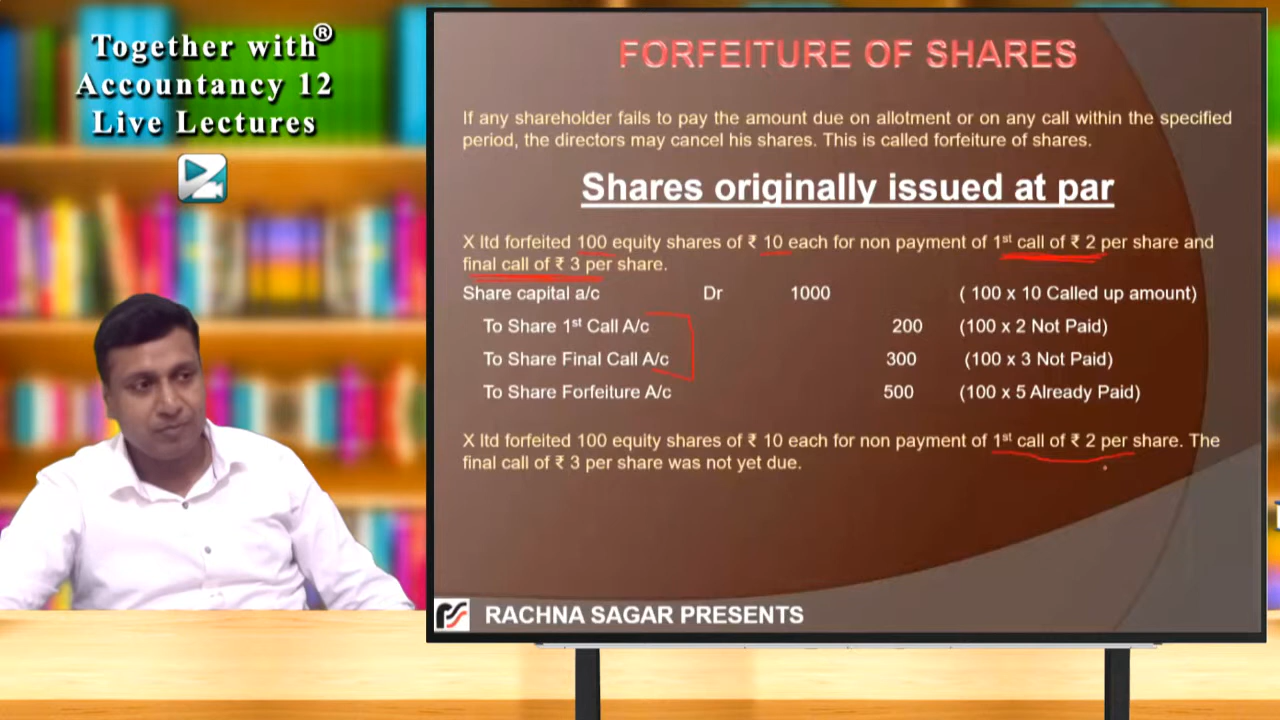 Together with®
Accountancy 12
Live Lectures
FORFEITURE OF SHARES
If any shareholder fails to pay the amount due on allotment or on any call within the specified
period, the directors may cancel his shares. This is called forfeiture of shares.
Shares originally issued at par
X ltd forfeited 100 equity shares of ₹ 10 each for non payment of 1st call of ₹ 2 per share and
final call of ₹ 3 per share.
Share capital a/c Dr 1000 ( 100 x 10 Called up amount)
To Share 1st Call A/c 200 (100 x 2 Not Paid)
To Share Final Call A/c 300 (100 x 3 Not Paid)
To Share Forfeiture A/c 500 (100 x 5 Already Paid)
X ltd forfeited 100 equity shares of ₹ 10 each for non payment of 1st call of ₹ 2 per share. The
final call of ₹ 3 per share was not yet due.
RACHNA SAGAR PRESENTS